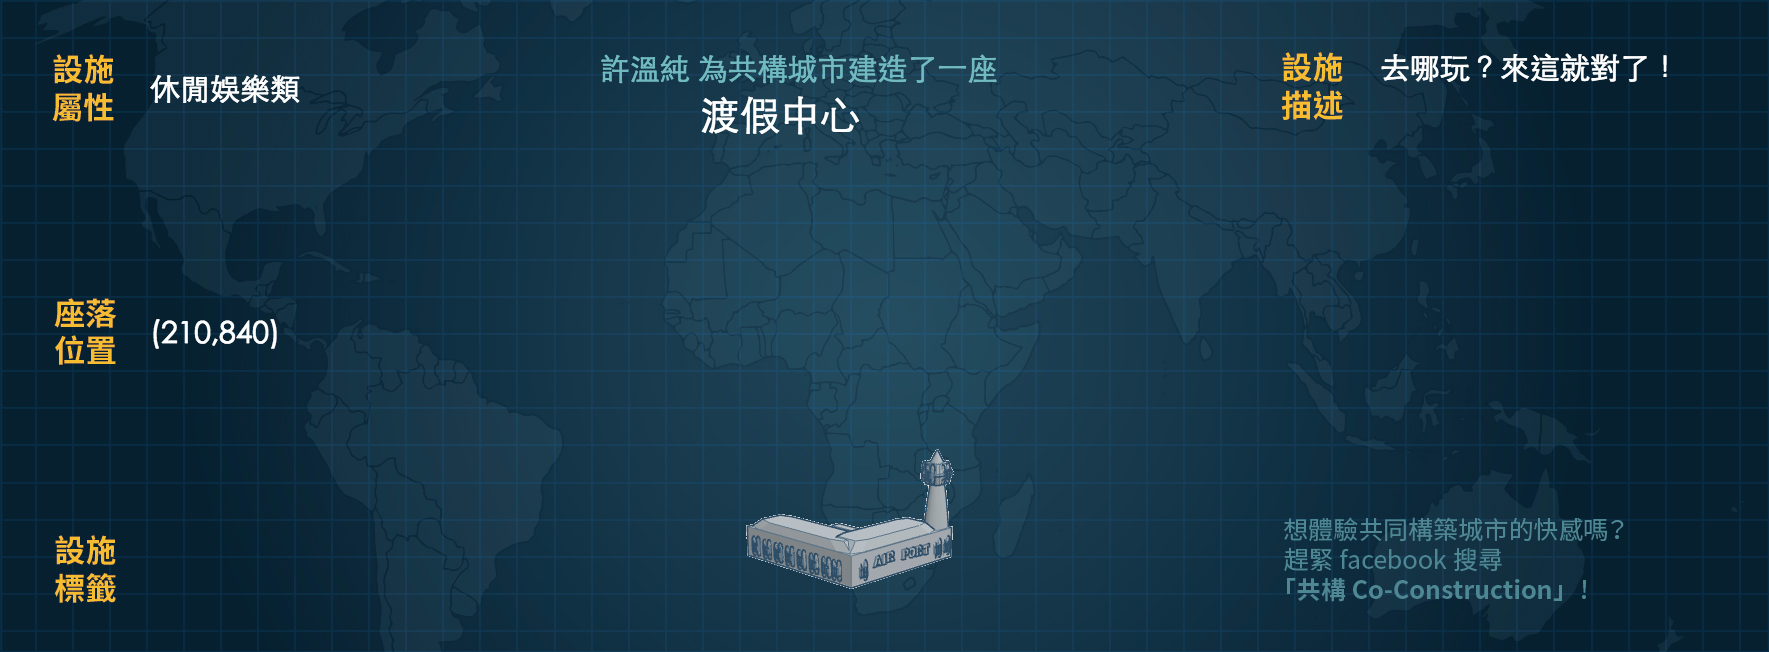 設施
屬性
休閒娛樂類
許溫純 為共構城市建造了一座
渡假中心
設施
描述
去哪玩？來這就對了！
座落
位置
(210,840)
設施
標籤
AIR PORT
想體驗共同構築城市的快感嗎？
趕緊 facebook 搜尋
「共構 Co-Construction」！